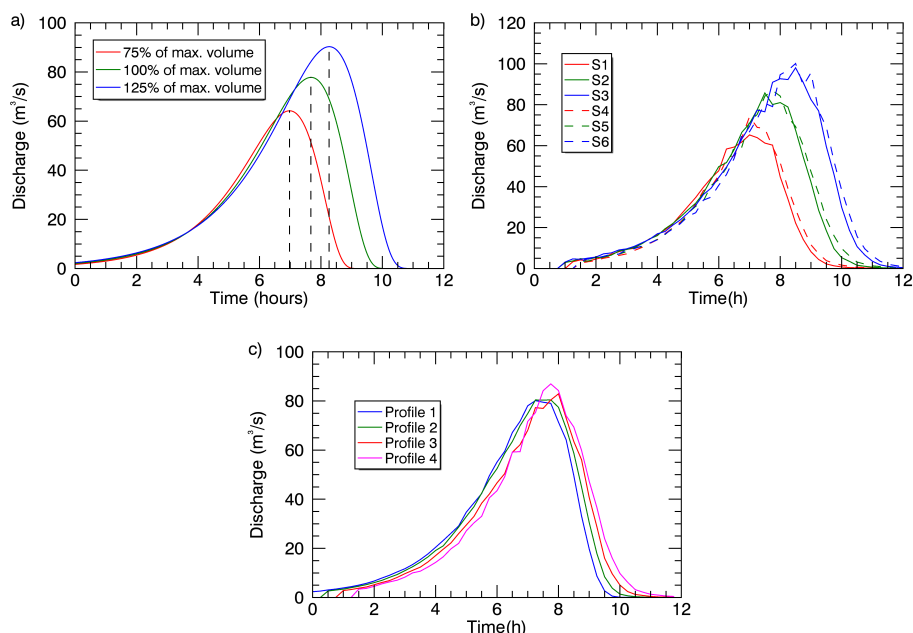 a)
100
80
60
40
20
0
Discharge (m³/s)
75% of max. volume
100% of max. volume
125% of max. volume
0 2 4 6 8 10 12
Time (hours)
b)
120
100
80
60
40
20
0
Discharge (m³/s)
S1
S2
S3
S4
S5
S6
0 2 4 6 8 10 12
Time(h)
c)
100
80
60
40
20
0
Discharge (m³/s)
Profile 1
Profile 2
Profile 3
Profile 4
0 2 4 6 8 10 12
Time(h)